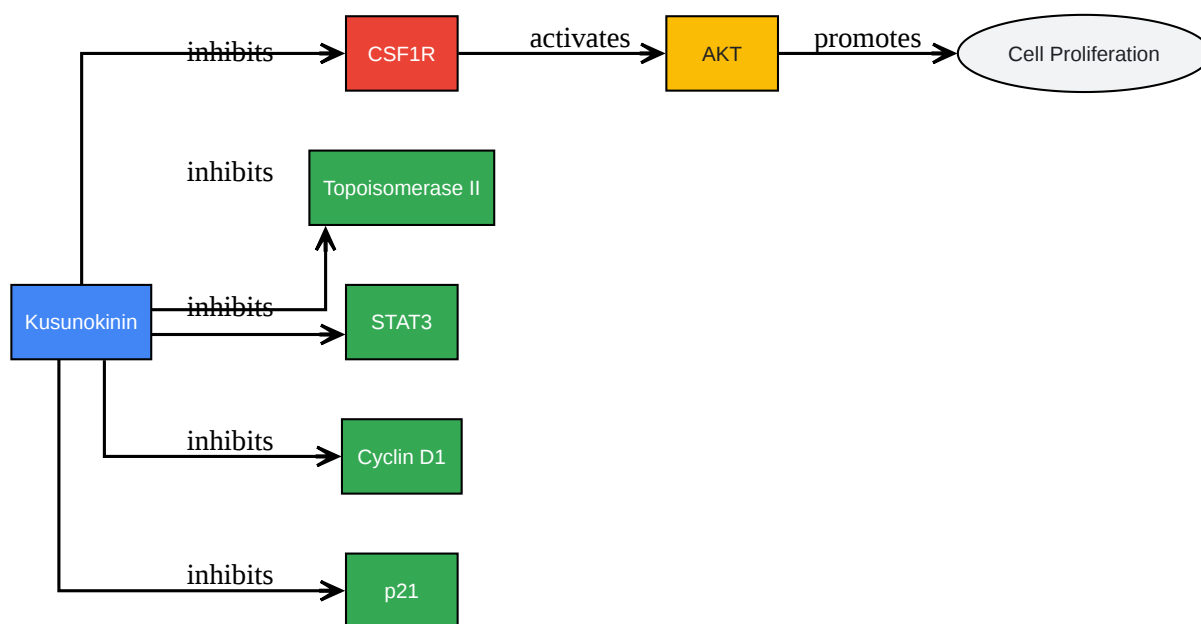 inhibits
CSF1R
activates
AKT
promotes
Cell Proliferation
inhibits
Topoisomerase II
Kusunokinin
inhibits
STAT3
inhibits
Cyclin D1
inhibits
p21